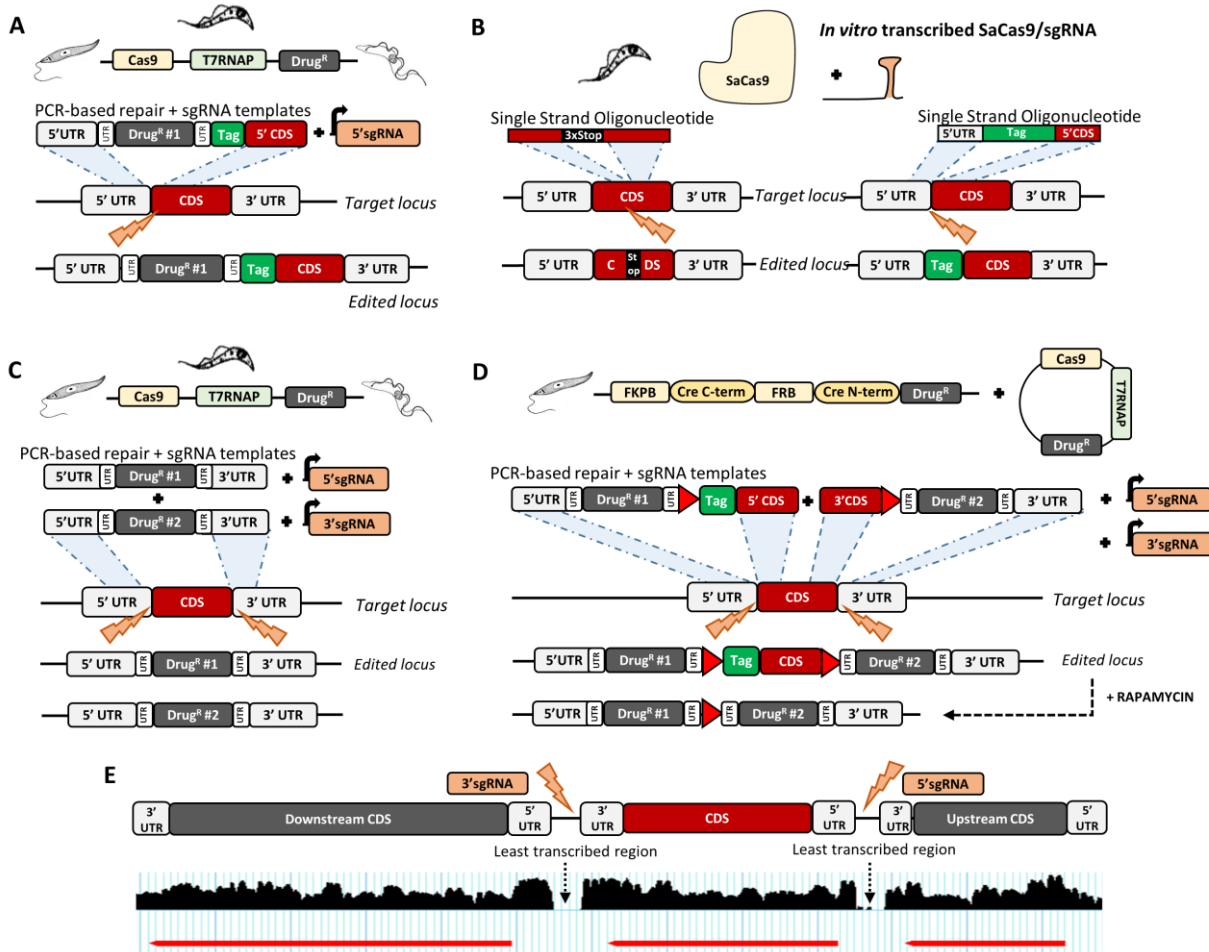 A
Cas9 T7RNAP Drugᴿ
PCR-based repair + sgRNA templates
5'UTR UTR Drugᴿ #1 UTR Tag 5' CDS + 5'sgRNA
5' UTR CDS 3' UTR Target locus
5' UTR UTR Drugᴿ #1 UTR Tag CDS 3' UTR
Edited locus
B
SaCas9
In vitro transcribed SaCas9/sgRNA
+
Single Strand Oligonucleotide
3xStop
Single Strand Oligonucleotide
5'UTR Tag 5'CDS
5' UTR CDS 3' UTR Target locus 5' UTR CDS 3' UTR
5' UTR C St op DS 3' UTR Edited locus 5' UTR Tag CDS 3' UTR
C
Cas9 T7RNAP Drugᴿ
PCR-based repair + sgRNA templates
5'UTR UTR Drugᴿ #1 UTR 3'UTR + 5'sgRNA
+
5'UTR UTR Drugᴿ #2 UTR 3'UTR + 3'sgRNA
5' UTR CDS 3' UTR Target locus
5' UTR UTR Drugᴿ #1 UTR 3' UTR Edited locus
5' UTR UTR Drugᴿ #2 UTR 3' UTR
D
FKPB Cre C-term FRB Cre N-term Drugᴿ +
Cas9
T7RNAP
Drugᴿ
PCR-based repair + sgRNA templates
5'UTR UTR Drugᴿ #1 UTR Tag 5' CDS + 3'CDS UTR Drugᴿ #2 UTR 3' UTR + 5'sgRNA
+ 3'sgRNA
5' UTR CDS 3' UTR Target locus
5'UTR UTR Drugᴿ #1 UTR Tag CDS UTR Drugᴿ #2 UTR 3' UTR Edited locus
+ RAPAMYCIN
5'UTR UTR Drugᴿ #1 UTR UTR Drugᴿ #2 UTR 3' UTR
E
3'sgRNA 5'sgRNA
3' UTR Downstream CDS 5' UTR 3' UTR CDS 5' UTR 3' UTR Upstream CDS 5' UTR
Least transcribed region Least transcribed region